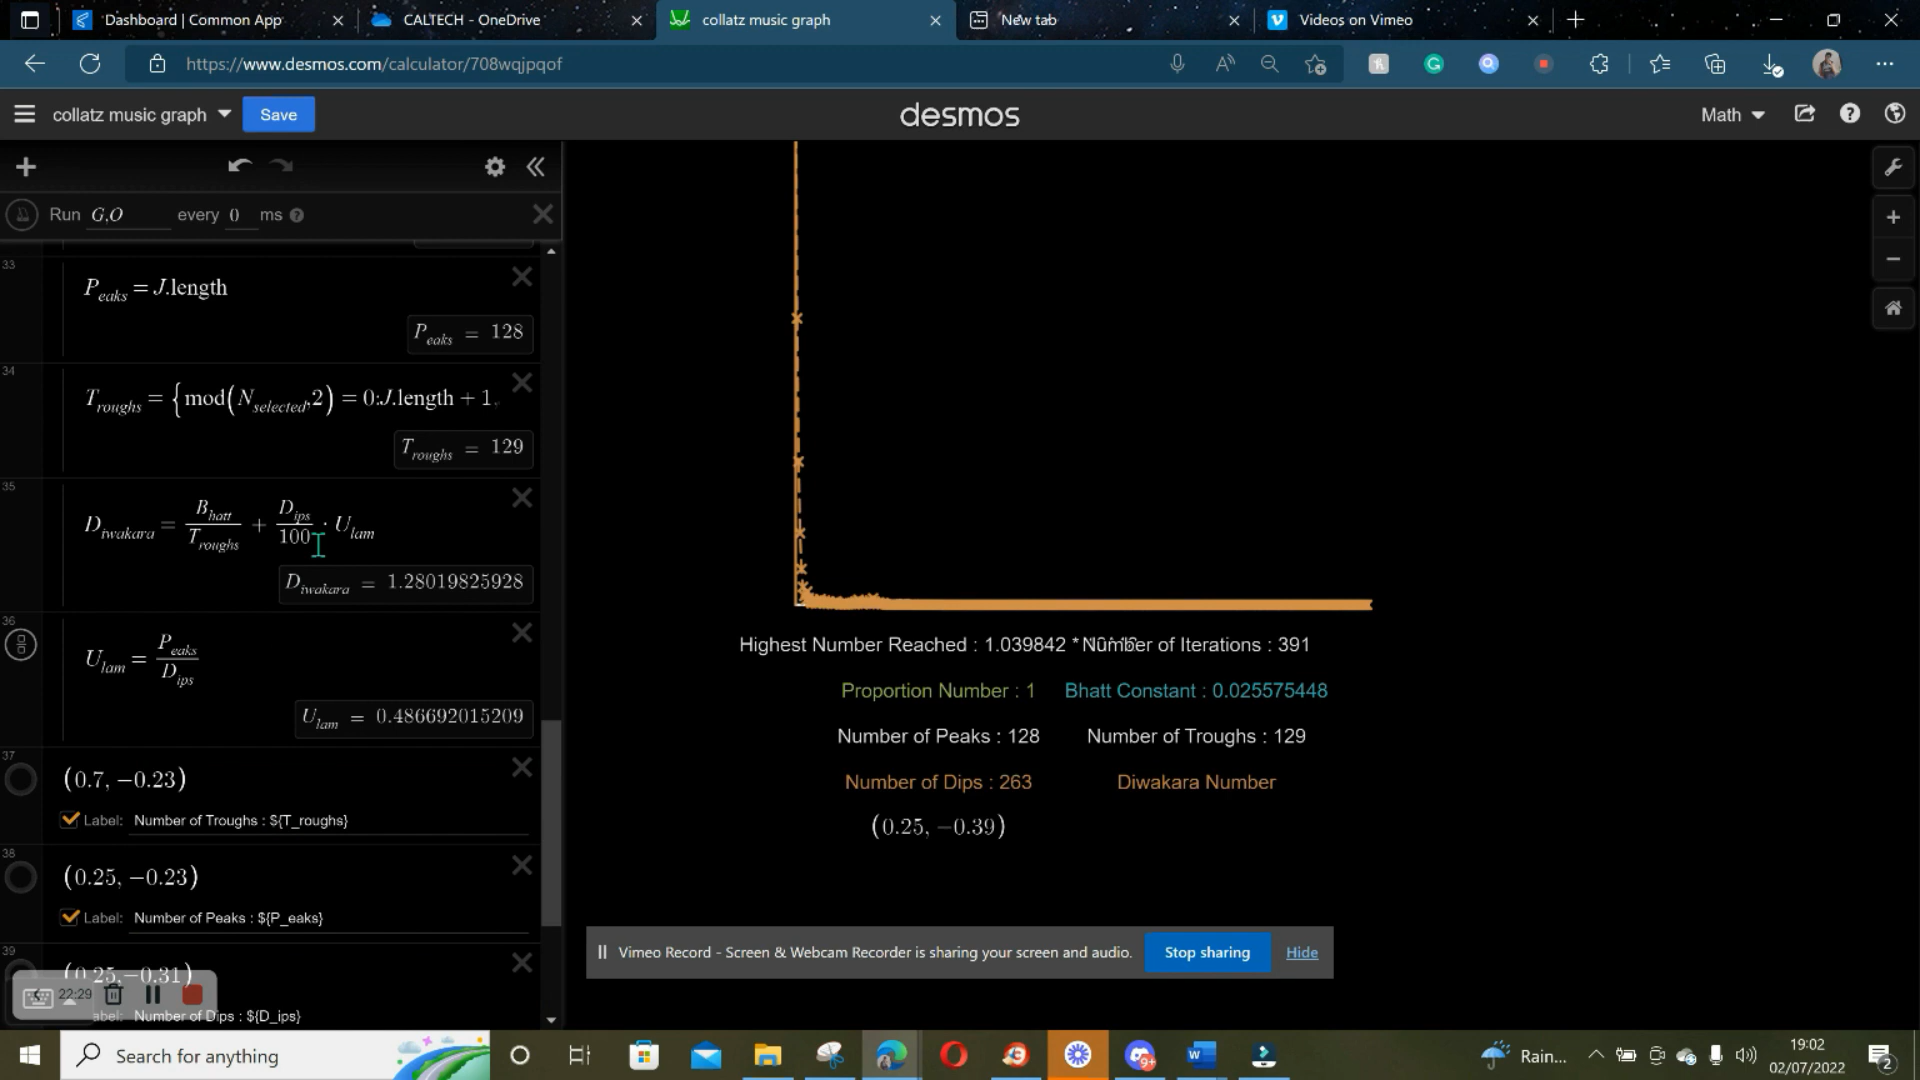 Dashboard | Common App
CALTECH - OneDrive
collatz music graph
New tab
Videos on Vimeo
https://www.desmos.com/calculator/708wqjpqof
collatz music graph
Save
desmos
Math
Run G,O every 0 ms
33
P_eaks = J.length
P_eaks = 128
34
T_roughs = {mod(N_selected,2) = 0:J.length + 1,
T_roughs = 129
35
D_iwakara = B_hatt/T_roughs + D_ips/100 · U_lam
D_iwakara = 1.28019825928
36
U_lam = P_eaks/D_ips
U_lam = 0.486692015209
37
(0.7, −0.23)
Label: Number of Troughs : ${T_roughs}
38
(0.25, −0.23)
Label: Number of Peaks : ${P_eaks}
39
(0.25, −0.31)
Label: Number of Dips : ${D_ips}
22:29
Highest Number Reached : 1.039842 * Number of Iterations : 391
Proportion Number : 1 Bhatt Constant : 0.025575448
Number of Peaks : 128 Number of Troughs : 129
Number of Dips : 263 Diwakara Number
(0.25, −0.39)
Vimeo Record - Screen & Webcam Recorder is sharing your screen and audio. Stop sharing Hide
Search for anything
9+
Rain...
19:02
02/07/2022
2